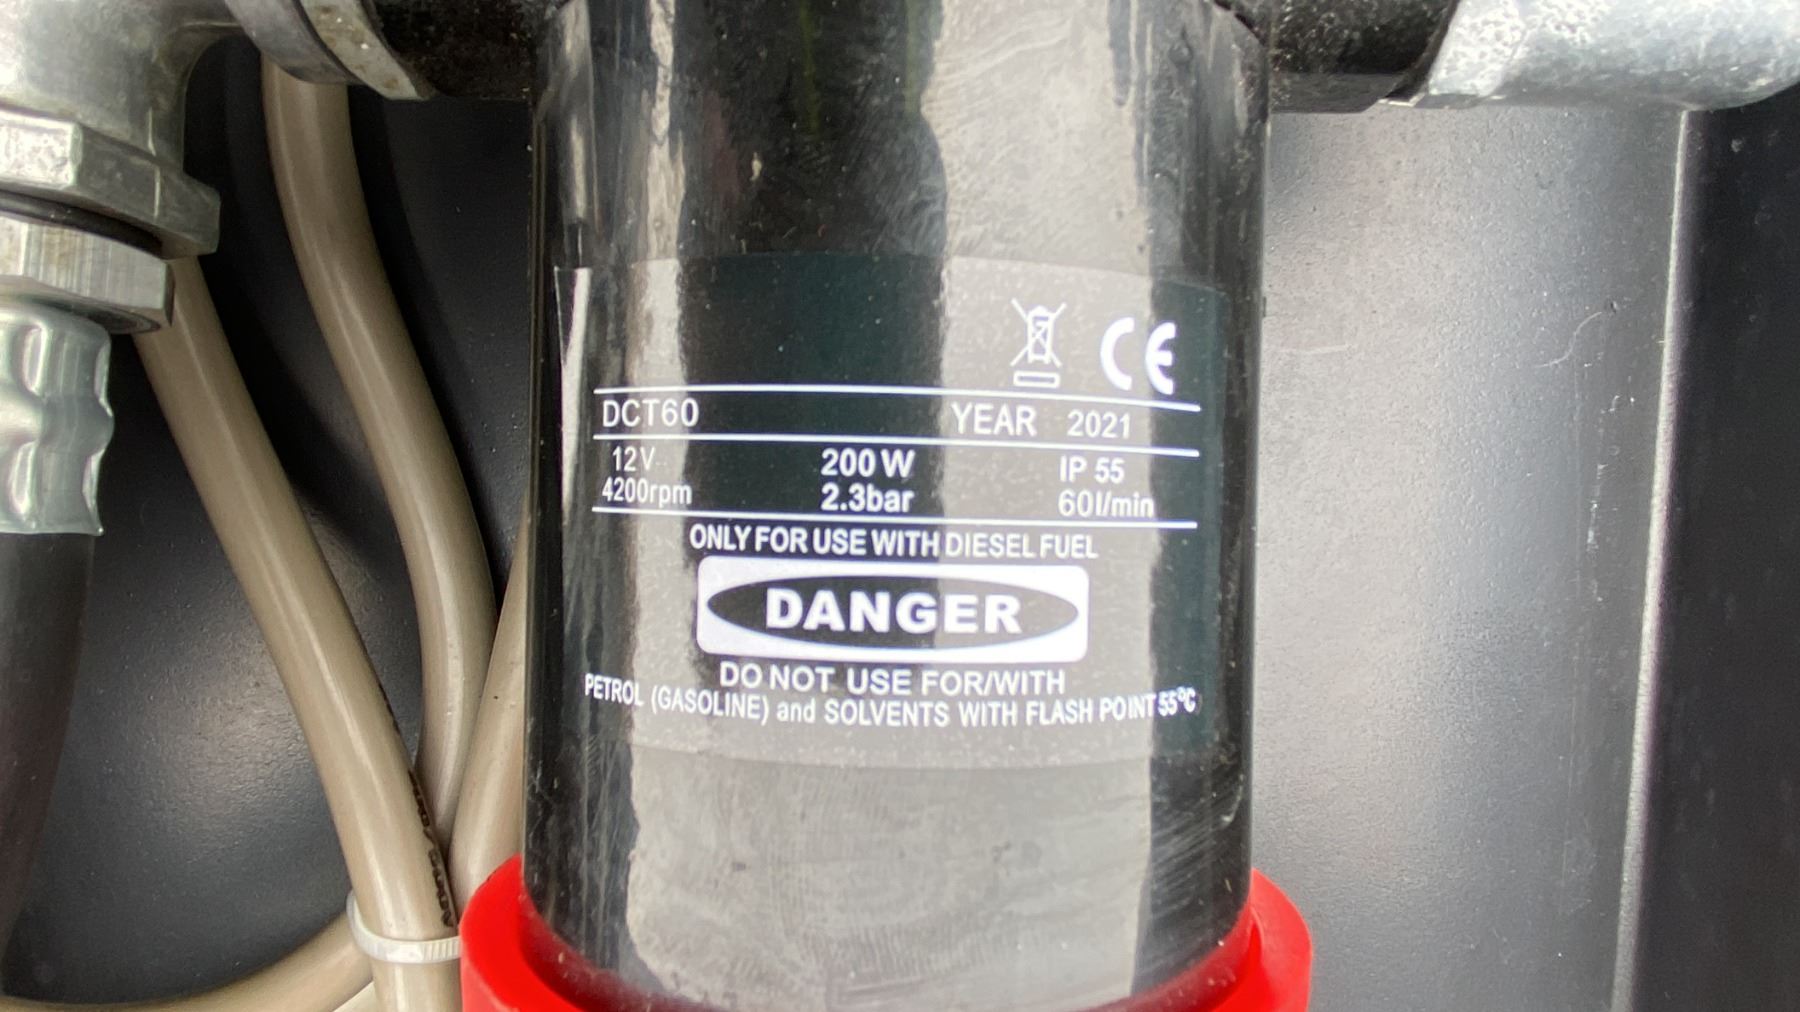 CE
DCT60 YEAR 2021
12V 200 W IP 55
4200rpm 2.3bar 60l/min
ONLY FOR USE WITH DIESEL FUEL
DANGER
DO NOT USE FOR/WITH
PETROL (GASOLINE) and SOLVENTS WITH FLASH POINT 55°C